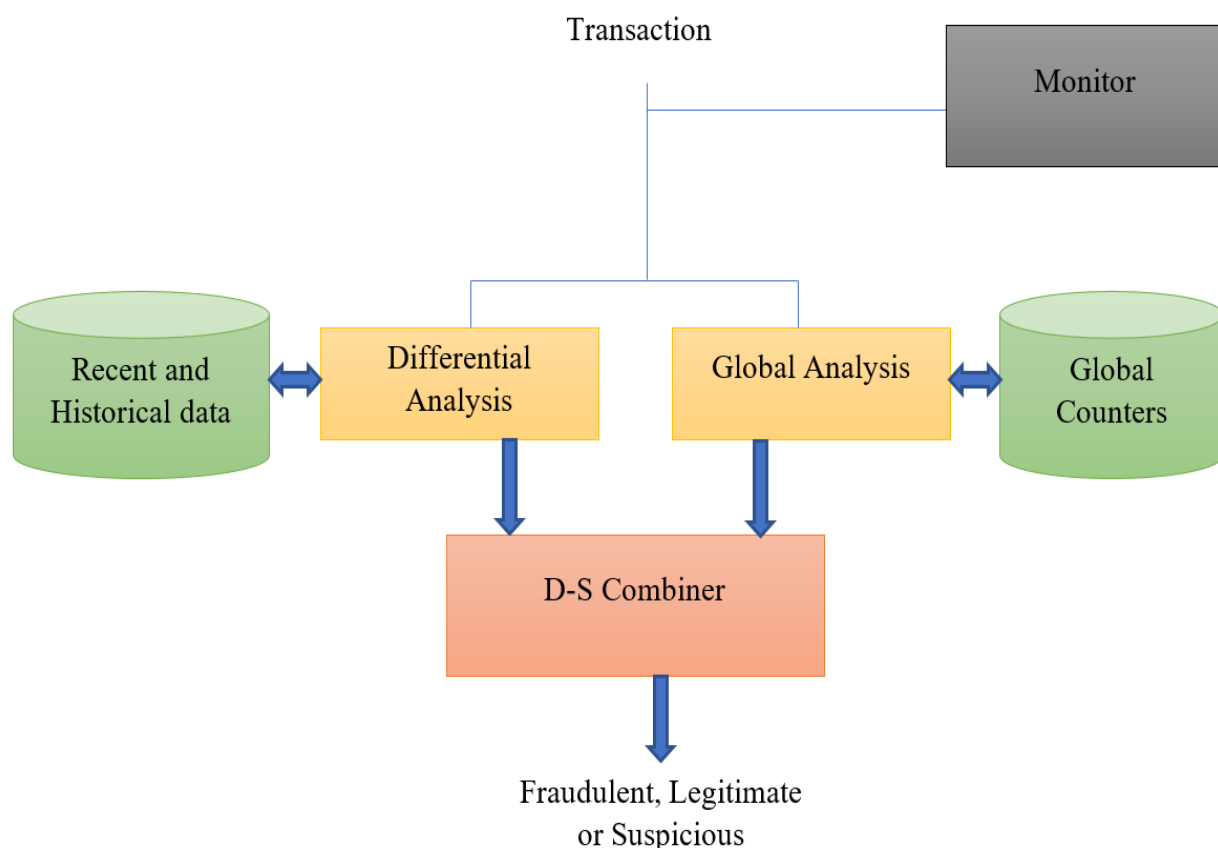 Transaction
Monitor
Recent and
Historical data
Differential
Analysis
Global Analysis
Global
Counters
D-S Combiner
Fraudulent, Legitimate
or Suspicious